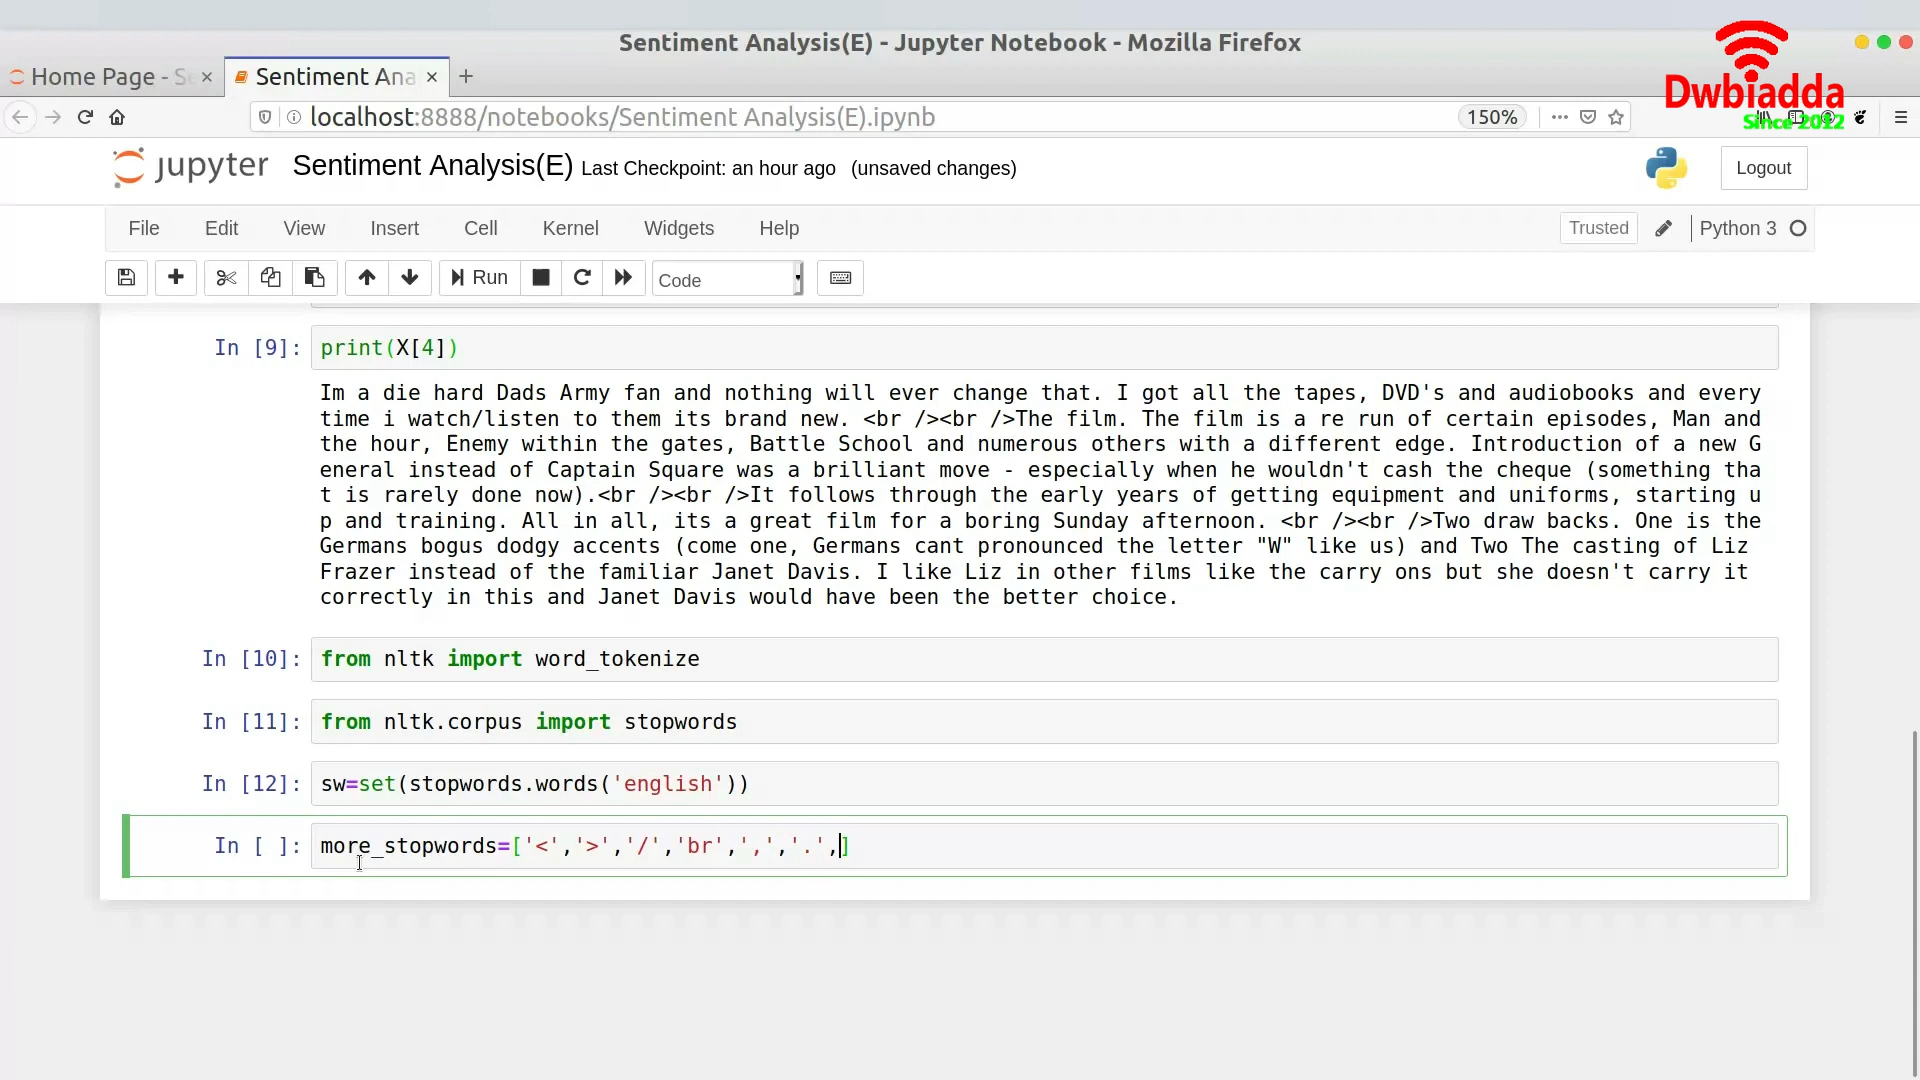 Sentiment Analysis(E) - Jupyter Notebook - Mozilla Firefox
Home Page - S
Sentiment Ana
localhost:8888/notebooks/Sentiment Analysis(E).ipynb
150%
Dwbiadda
Since 2012
jupyter
Sentiment Analysis(E) Last Checkpoint: an hour ago (unsaved changes)
Logout
File Edit View Insert Cell Kernel Widgets Help
Trusted
Python 3
Run
Code
In [9]: print(X[4])
Im a die hard Dads Army fan and nothing will ever change that. I got all the tapes, DVD's and audiobooks and every
time i watch/listen to them its brand new. <br /><br />The film. The film is a re run of certain episodes, Man and
the hour, Enemy within the gates, Battle School and numerous others with a different edge. Introduction of a new G
eneral instead of Captain Square was a brilliant move - especially when he wouldn't cash the cheque (something tha
t is rarely done now).<br /><br />It follows through the early years of getting equipment and uniforms, starting u
p and training. All in all, its a great film for a boring Sunday afternoon. <br /><br />Two draw backs. One is the
Germans bogus dodgy accents (come one, Germans cant pronounced the letter "W" like us) and Two The casting of Liz
Frazer instead of the familiar Janet Davis. I like Liz in other films like the carry ons but she doesn't carry it
correctly in this and Janet Davis would have been the better choice.
In [10]: from nltk import word_tokenize
In [11]: from nltk.corpus import stopwords
In [12]: sw=set(stopwords.words('english'))
In [ ]: more_stopwords=['<','>','/','br',',','.',]